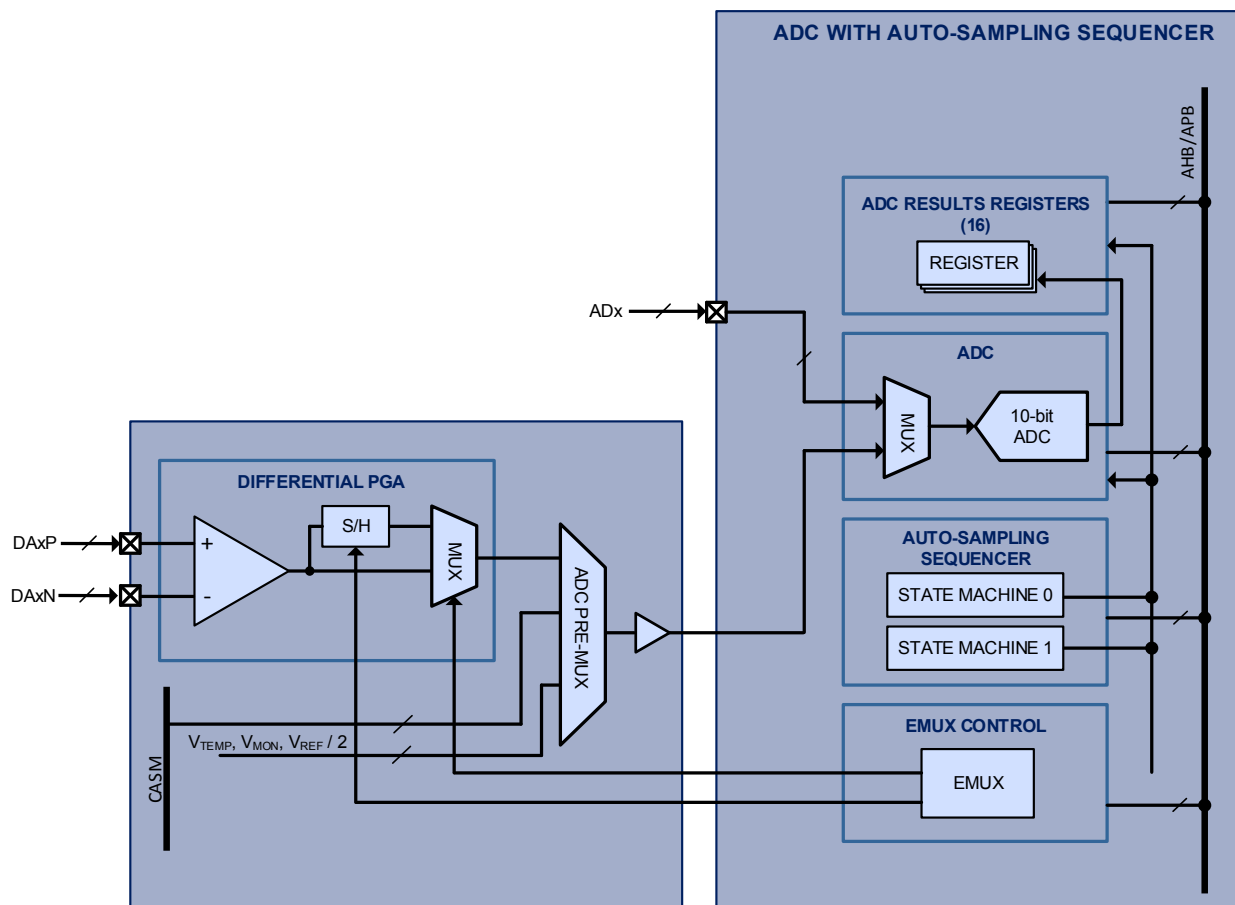 ADC WITH AUTO-SAMPLING SEQUENCER
AHB/APB
ADC RESULTS REGISTERS
(16)
REGISTER
ADx
ADC
MUX
10-bit
ADC
DIFFERENTIAL PGA
S/H
MUX
DAxP
+
DAxN
-
ADC PRE-MUX
AUTO-SAMPLING
SEQUENCER
STATE MACHINE 0
STATE MACHINE 1
CASM
VTEMP, VMON, VREF / 2
EMUX CONTROL
EMUX